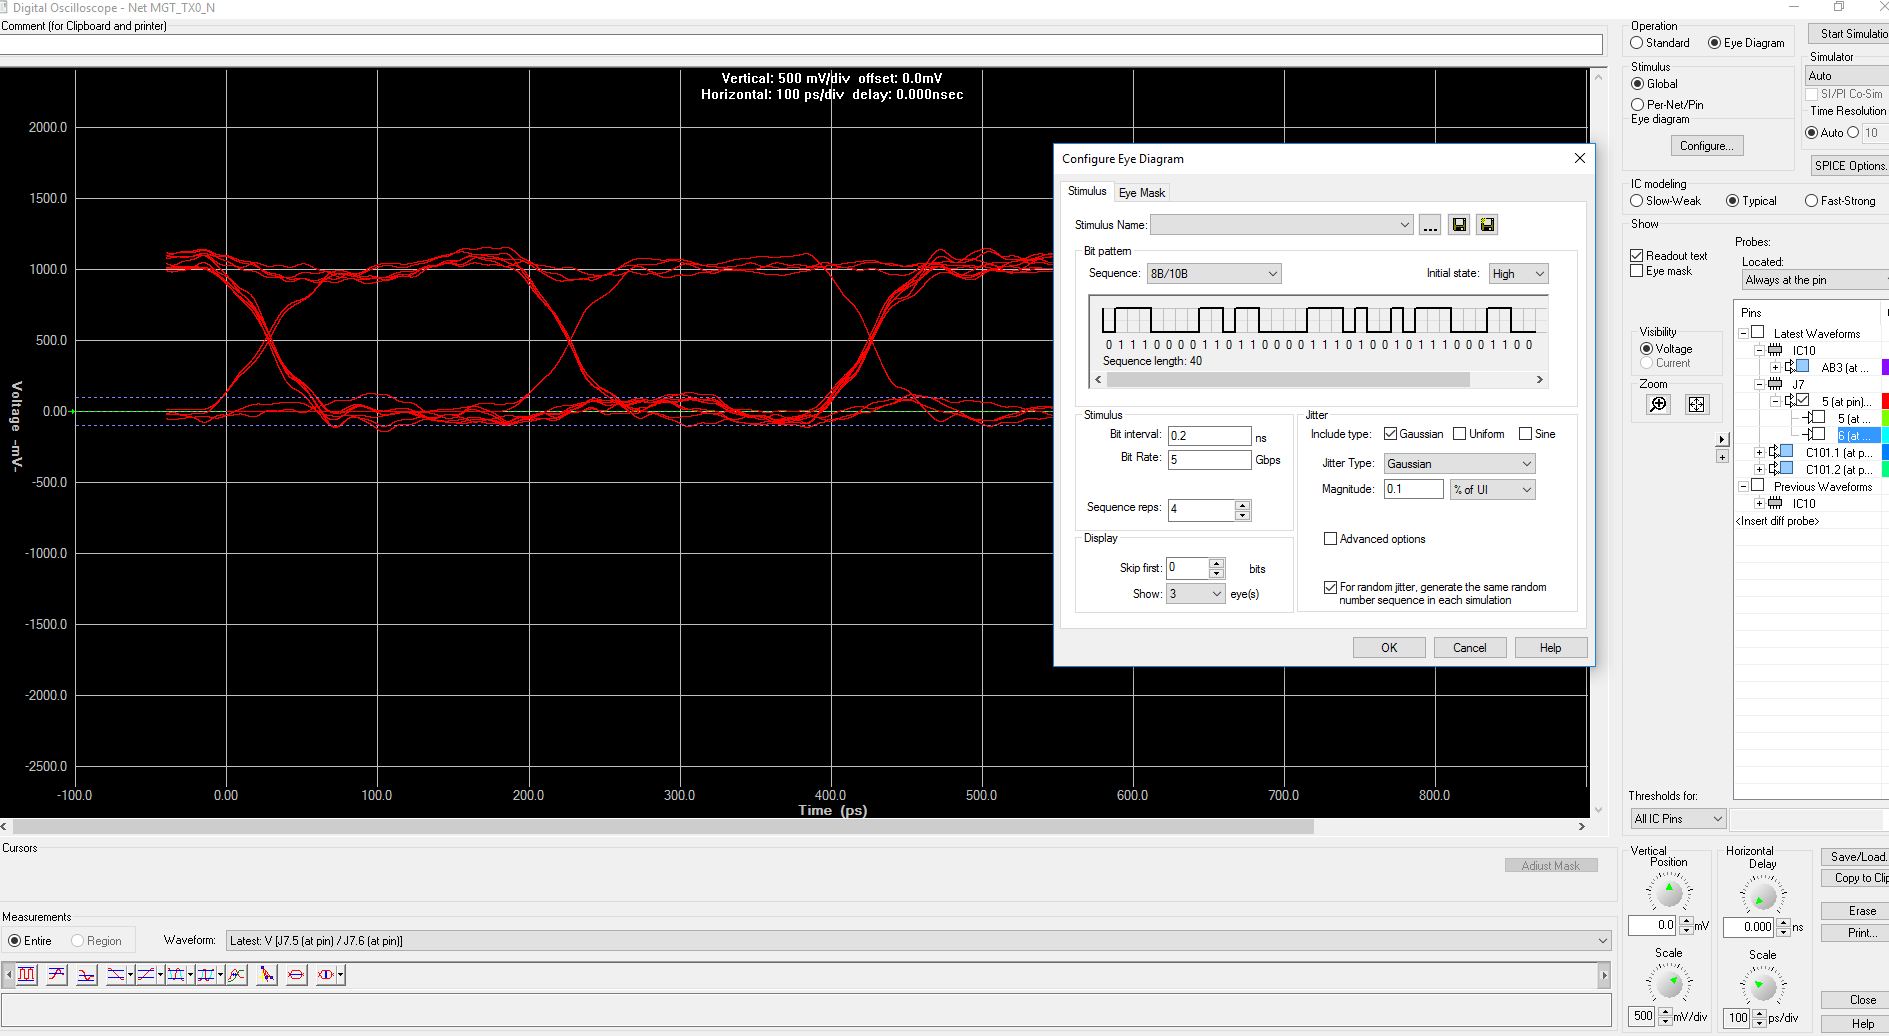 Digital Oscilloscope - Net MGT_TX0_N
Comment (for Clipboard and printer)
Vertical: 500 mV/div offset: 0.0mV
Horizontal: 100 ps/div delay: 0.000nsec
2000.0
1500.0
1000.0
500.0
0.00
-500.0
-1000.0
-1500.0
-2000.0
-2500.0
Voltage -mV-
-100.0 0.00 100.0 200.0 300.0 400.0 500.0 600.0 700.0 800.0
Time (ps)
Configure Eye Diagram
Stimulus Eye Mask
Stimulus Name: ...
Bit pattern
Sequence: 8B/10B Initial state: High
0 1 1 1 0 0 0 0 1 1 0 1 1 0 0 0 0 1 1 1 0 1 0 0 1 0 1 1 1 0 0 0 1 1 0 0
Sequence length: 40
Stimulus
Bit interval: 0.2 ns
Bit Rate: 5 Gbps
Sequence reps: 4
Display
Skip first: 0 bits
Show: 3 eye(s)
Jitter
Include type: Gaussian Uniform Sine
Jitter Type: Gaussian
Magnitude: 0.1 % of UI
Advanced options
For random jitter, generate the same random
number sequence in each simulation
OK Cancel Help
Operation
Standard Eye Diagram
Stimulus
Global
Per-Net/Pin
Eye diagram
Configure...
Start Simulatio
Simulator
Auto
SI/PI Co-Sim
Time Resolution
Auto 10
SPICE Options.
IC modeling
Slow-Weak Typical Fast-Strong
Show
Readout text
Eye mask
Probes:
Located:
Always at the pin
Visibility
Voltage
Current
Zoom
Pins
Latest Waveforms
IC10
AB3 (at ...
J7
5 (at pin)...
5 (at ...
6 (at ...
C101.1 (at p...
C101.2 (at p...
Previous Waveforms
IC10
<Insert diff probe>
Thresholds for:
All IC Pins
Cursors
Adjust Mask
Measurements
Entire Region Waveform: Latest: V [J7.5 (at pin) / J7.6 (at pin)]
Vertical
Position
0.0 mV
Scale
500 mV/div
Horizontal
Delay
0.000 ns
Scale
100 ps/div
Save/Load.
Copy to Clip
Erase
Print...
Close
Help